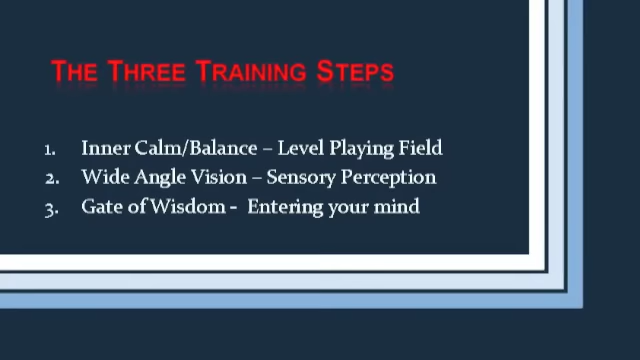 The Three Training Steps
1. Inner Calm/Balance – Level Playing Field
2. Wide Angle Vision – Sensory Perception
3. Gate of Wisdom - Entering your mind